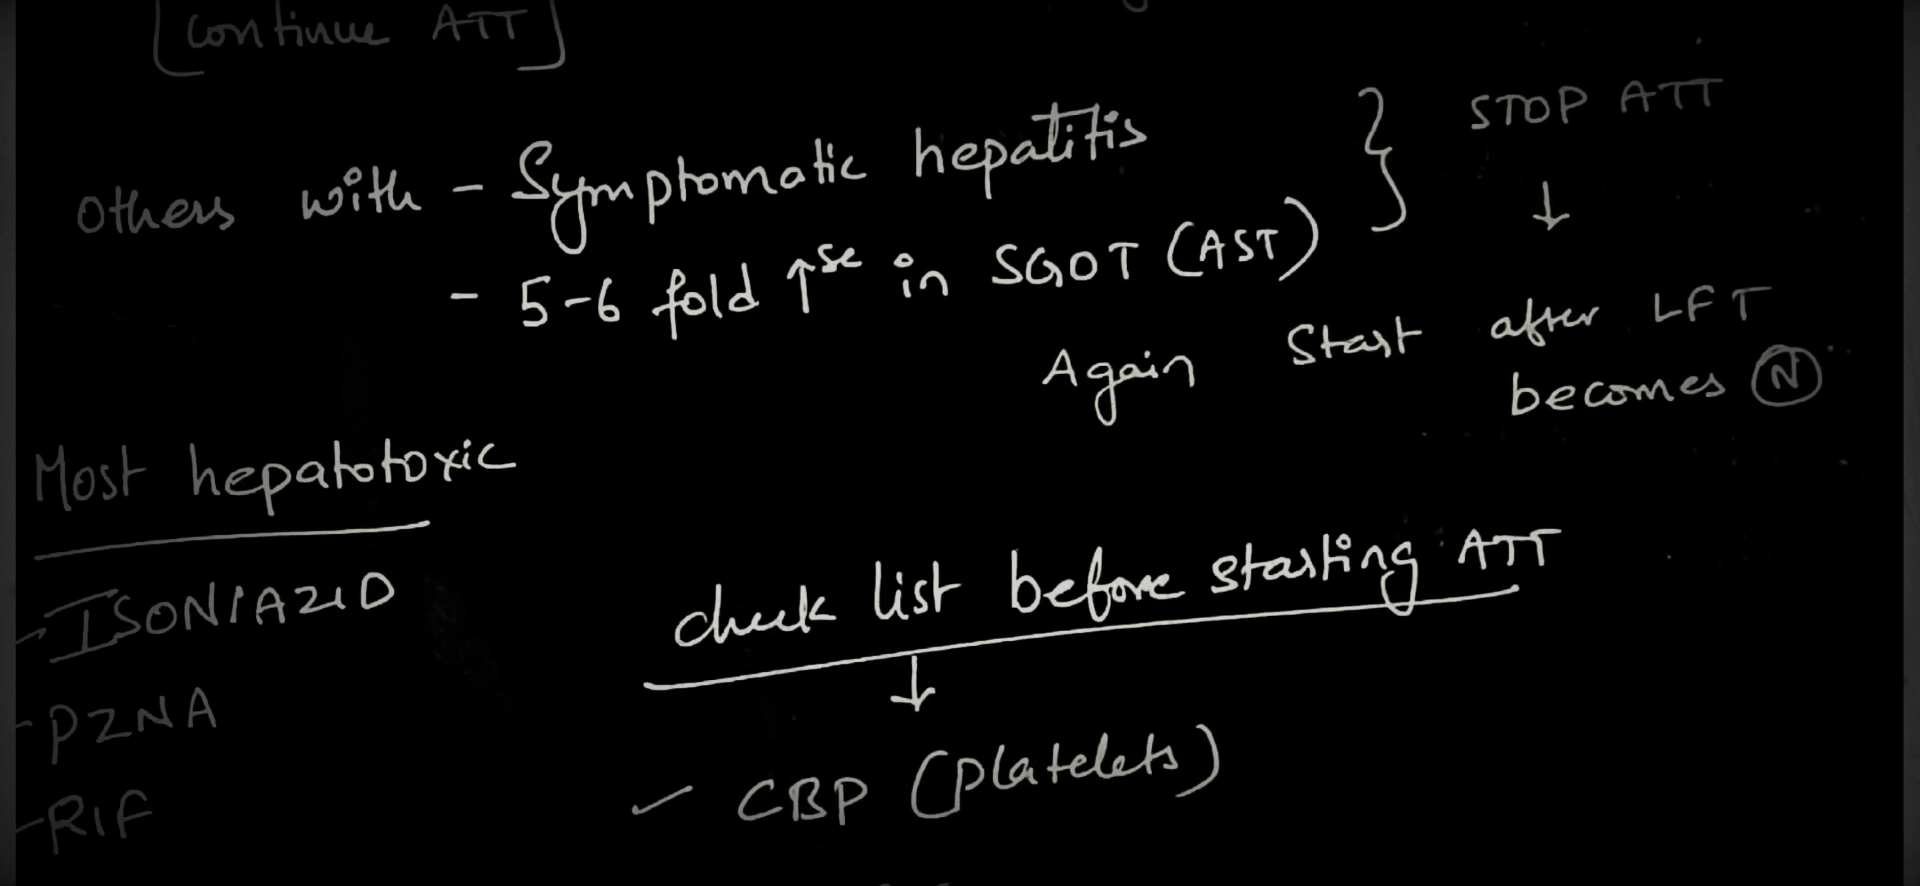 [continue ATT]
others with - Symptomatic hepatitis } STOP ATT
- 5-6 fold ↑se in SGOT (AST) ↓
Again start after LFT
becomes Ⓝ
Most hepatotoxic
- ISONIAZID
- PZNA
- RIF
check list before starting ATT
↓
✓ CBP (platelets)